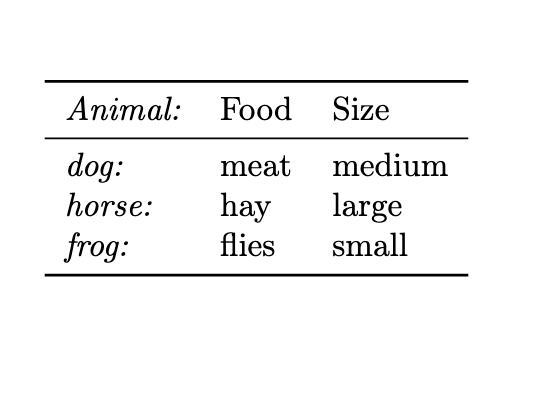 Animal: Food Size
dog: meat medium
horse: hay large
frog: flies small